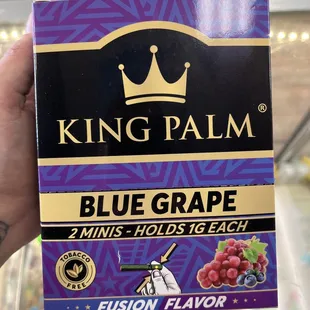 KING PALM®
BLUE GRAPE
2 MINIS - HOLDS 1G EACH
TOBACCO
FREE
FUSION FLAVOR